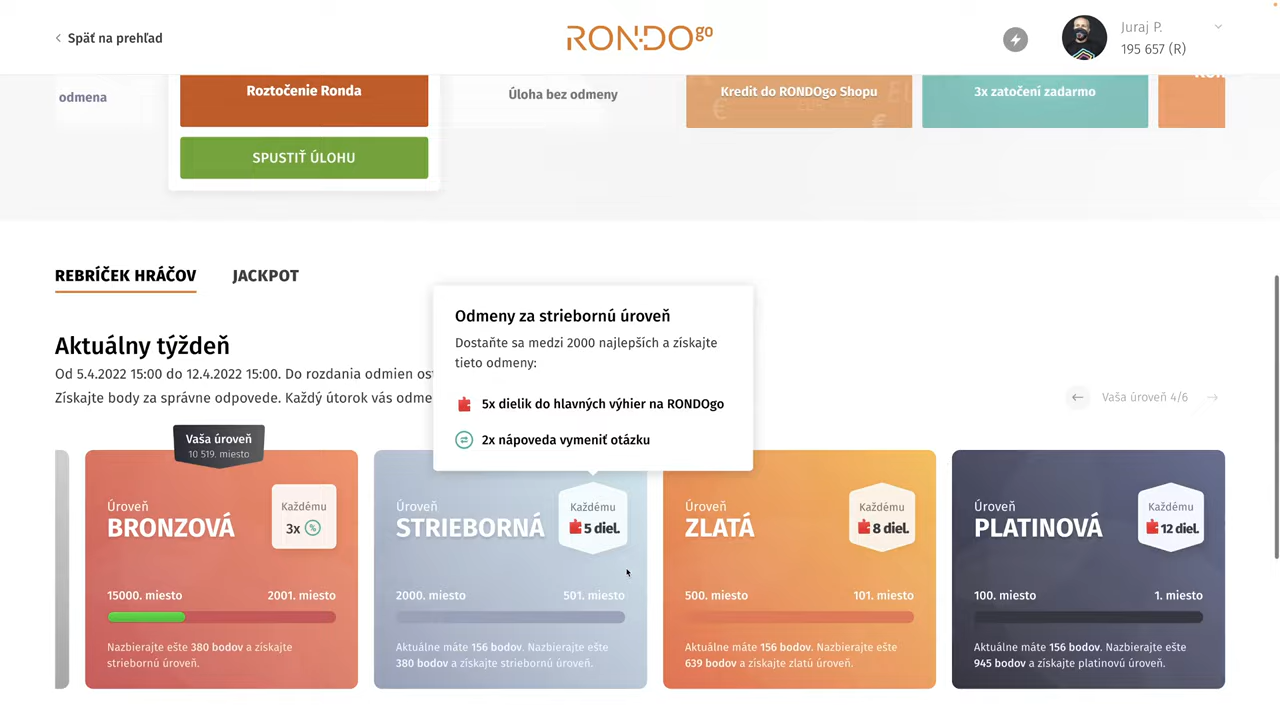 Späť na prehľad
RONDO go
Juraj P.
195 657 (R)
odmena
Roztočenie Ronda
SPUSTIŤ ÚLOHU
Úloha bez odmeny
Kredit do RONDOgo Shopu
3x zatočení zadarmo
REBRÍČEK HRÁČOV
JACKPOT
Aktuálny týždeň
Od 5.4.2022 15:00 do 12.4.2022 15:00. Do rozdania odmien
Získajte body za správne odpovede. Každý útorok vás
Odmeny za striebornú úroveň
Dostaňte sa medzi 2000 najlepších a získajte
tieto odmeny:
5x dielik do hlavných výhier na RONDOgo
2x nápoveda vymeniť otázku
Vaša úroveň 4/6
Vaša úroveň
10 519. miesto
Úroveň
BRONZOVÁ
Každému
3x
15000. miesto
2001. miesto
Nazbierajte ešte 380 bodov a získajte
striebornú úroveň.
Úroveň
STRIEBORNÁ
Každému
5 diel.
2000. miesto
501. miesto
Aktuálne máte 156 bodov. Nazbierajte ešte
380 bodov a získajte striebornú úroveň.
Úroveň
ZLATÁ
Každému
8 diel.
500. miesto
101. miesto
Aktuálne máte 156 bodov. Nazbierajte ešte
639 bodov a získajte zlatú úroveň.
Úroveň
PLATINOVÁ
Každému
12 diel.
100. miesto
1. miesto
Aktuálne máte 156 bodov. Nazbierajte ešte
945 bodov a získajte platinovú úroveň.